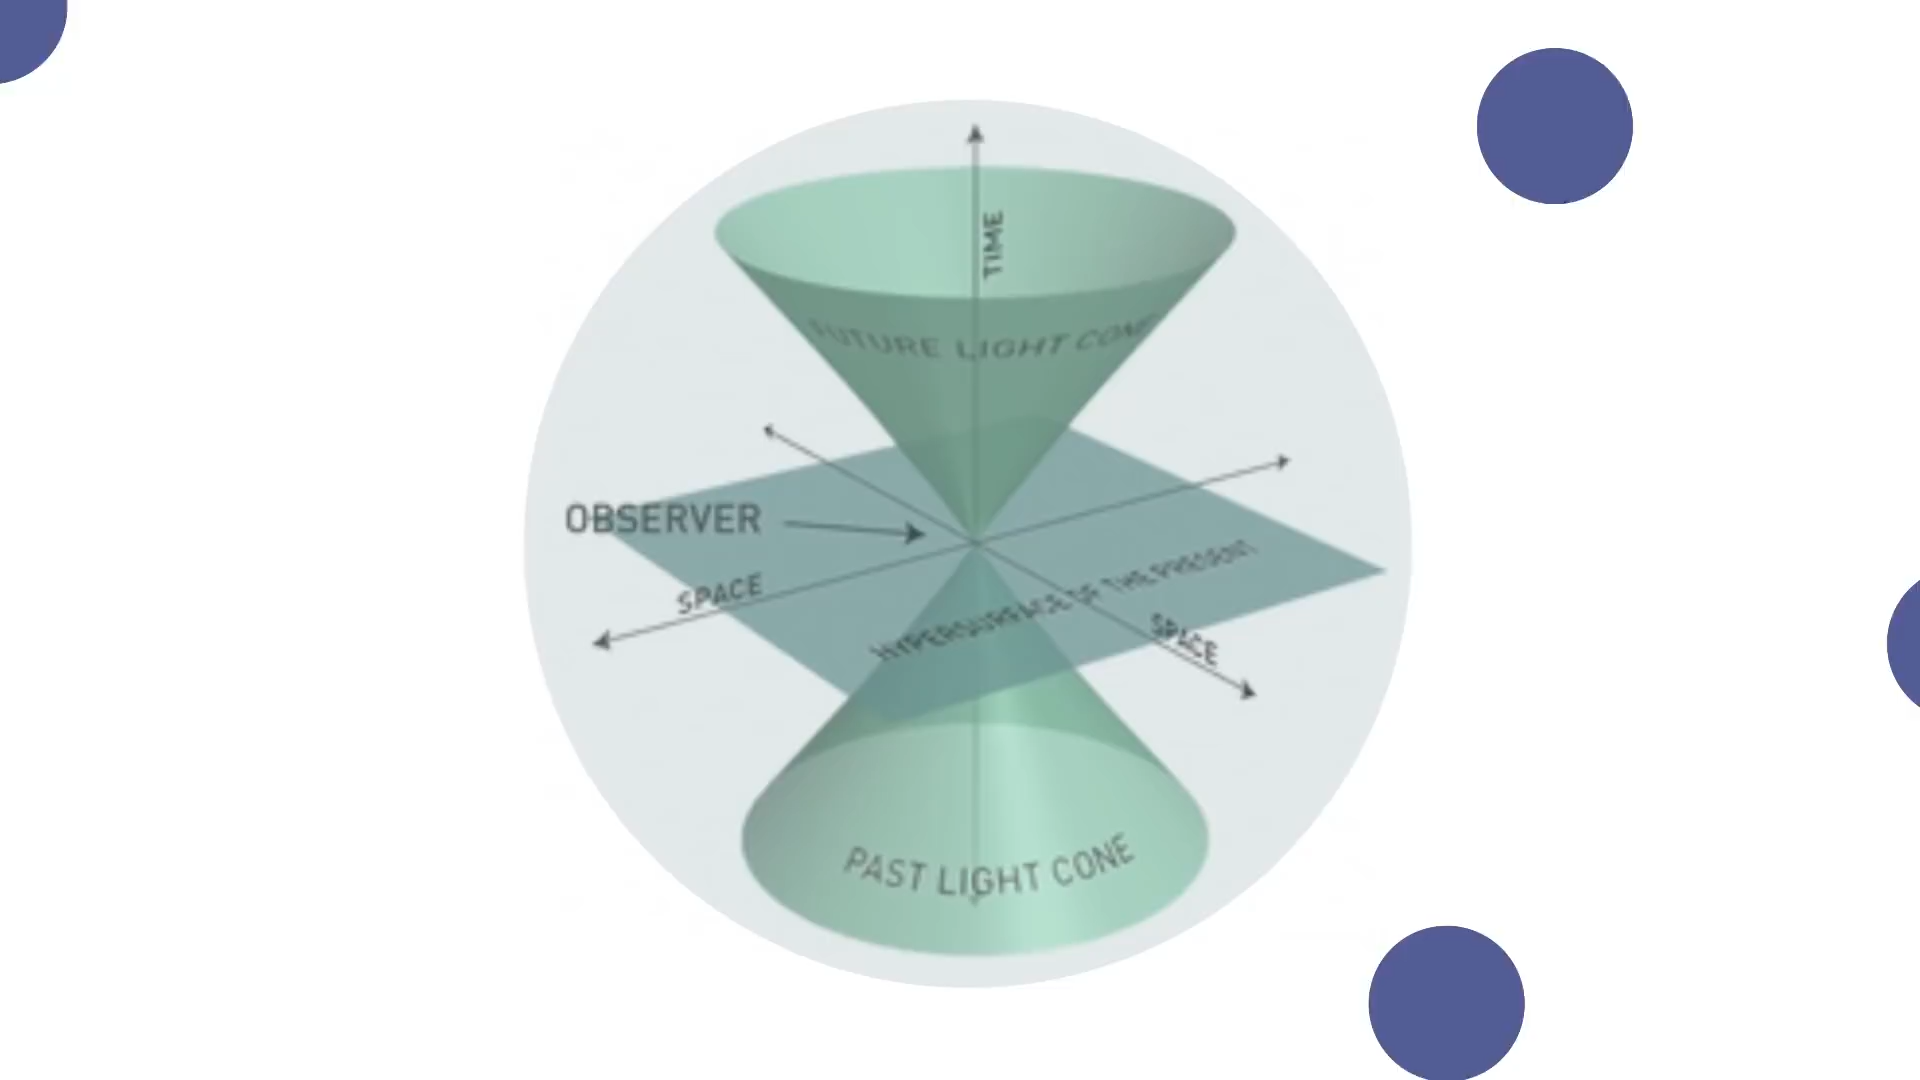 TIME
FUTURE LIGHT CONE
OBSERVER
SPACE
HYPERSURFACE OF THE PRESENT
SPACE
PAST LIGHT CONE